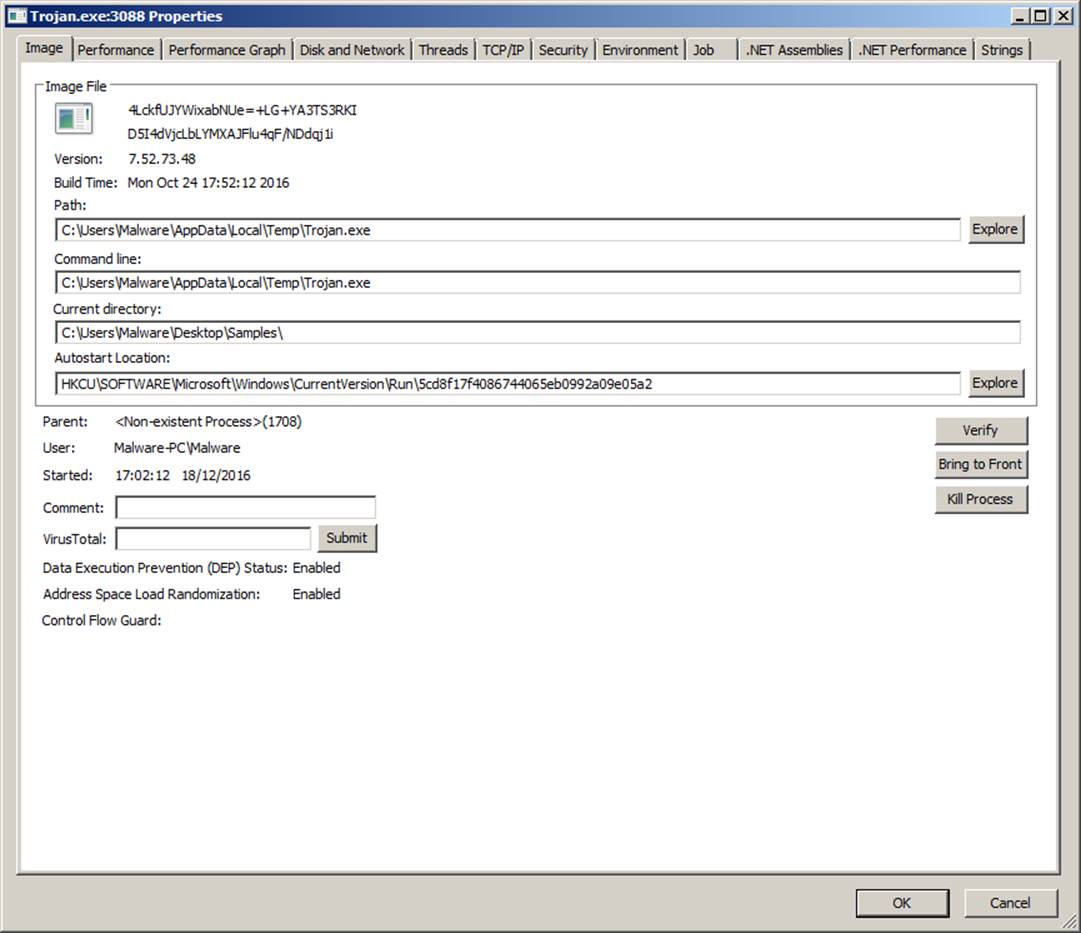 Trojan.exe:3088 Properties
Image Performance Performance Graph Disk and Network Threads TCP/IP Security Environment Job .NET Assemblies .NET Performance Strings
Image File
4LckfUJYWixabNUe=+LG+YA3TS3RKI
D5I4dVjcLbLYMXAJFlu4qF/NDdqj1i
Version: 7.52.73.48
Build Time: Mon Oct 24 17:52:12 2016
Path:
C:\Users\Malware\AppData\Local\Temp\Trojan.exe Explore
Command line:
C:\Users\Malware\AppData\Local\Temp\Trojan.exe
Current directory:
C:\Users\Malware\Desktop\Samples\
Autostart Location:
HKCU\SOFTWARE\Microsoft\Windows\CurrentVersion\Run\5cd8f17f4086744065eb0992a09e05a2 Explore
Parent: <Non-existent Process>(1708)
Verify
User: Malware-PC\Malware
Bring to Front
Started: 17:02:12 18/12/2016
Kill Process
Comment:
VirusTotal: Submit
Data Execution Prevention (DEP) Status: Enabled
Address Space Load Randomization: Enabled
Control Flow Guard:
OK Cancel